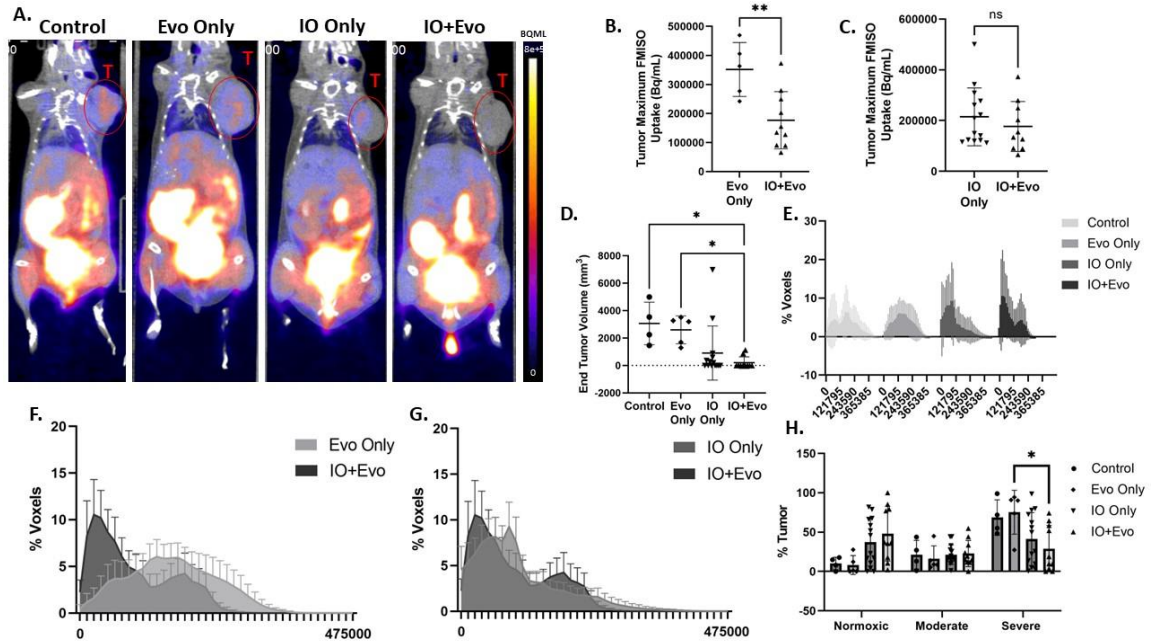 A.
Control Evo Only IO Only IO+Evo
BQML
8e+5
00 00 00
T T T T
0
B.
**
Tumor Maximum FMISO
Uptake (Bq/mL)
500000
400000
300000
200000
100000
0
Evo
Only
IO+Evo
C.
ns
Tumor Maximum FMISO
Uptake (Bq/mL)
600000
400000
200000
0
IO
Only
IO+Evo
D.
*
*
End Tumor Volume (mm³)
8000
6000
4000
2000
0
-2000
Control Evo
Only
IO
Only
IO+Evo
E.
% Voxels
30
20
10
0
-10
0 121795 243590 365385 0 121795 243590 365385 0 121795 243590 365385 0 121795 243590 365385
Control
Evo Only
IO Only
IO+Evo
F.
% Voxels
20
15
10
5
0
0 475000
Evo Only
IO+Evo
G.
% Voxels
20
15
10
5
0
0 475000
IO Only
IO+Evo
H.
*
% Tumor
150
100
50
0
-50
Normoxic Moderate Severe
Control
Evo Only
IO Only
IO+Evo